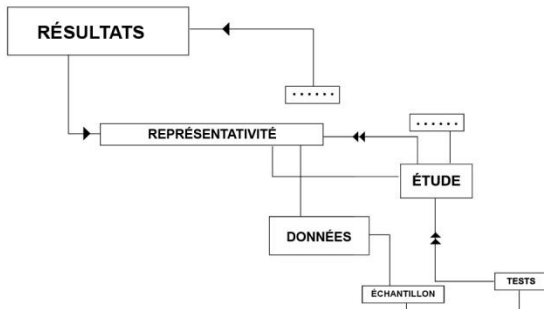 RÉSULTATS
......
......
REPRÉSENTATIVITÉ
ÉTUDE
DONNÉES
TESTS
ÉCHANTILLON